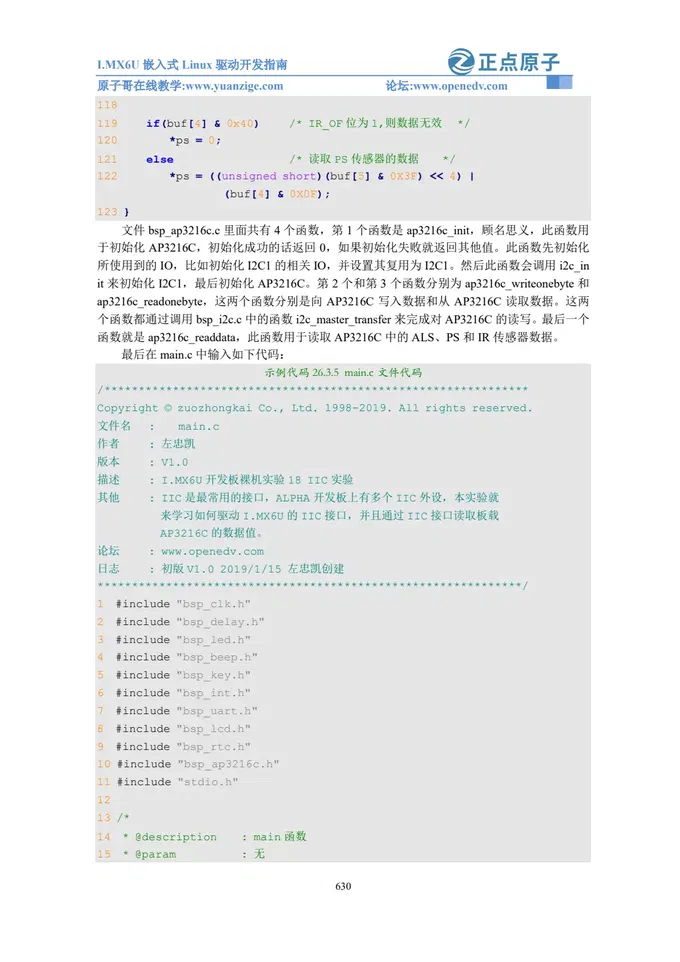 I.MX6U 嵌入式 Linux 驱动开发指南
正点原子
原子哥在线教学:www.yuanzige.com 论坛:www.openedv.com
118
119 if(buf[4] & 0x40) /* IR_OF 位为 1,则数据无效 */
120 *ps = 0;
121 else /* 读取 PS 传感器的数据 */
122 *ps = ((unsigned short)(buf[5] & 0X3F) << 4) |
(buf[4] & 0X0F);
123 }
文件 bsp_ap3216c.c 里面共有 4 个函数，第 1 个函数是 ap3216c_init，顾名思义，此函数用
于初始化 AP3216C，初始化成功的话返回 0，如果初始化失败就返回其他值。此函数先初始化
所使用到的 IO，比如初始化 I2C1 的相关 IO，并设置其复用为 I2C1。然后此函数会调用 i2c_in
it 来初始化 I2C1，最后初始化 AP3216C。第 2 个和第 3 个函数分别为 ap3216c_writeonebyte 和
ap3216c_readonebyte，这两个函数分别是向 AP3216C 写入数据和从 AP3216C 读取数据。这两
个函数都通过调用 bsp_i2c.c 中的函数 i2c_master_transfer 来完成对 AP3216C 的读写。最后一个
函数就是 ap3216c_readdata，此函数用于读取 AP3216C 中的 ALS、PS 和 IR 传感器数据。
最后在 main.c 中输入如下代码：
示例代码 26.3.5 main.c 文件代码
/**************************************************************
Copyright © zuozhongkai Co., Ltd. 1998-2019. All rights reserved.
文件名 : main.c
作者 : 左忠凯
版本 : V1.0
描述 : I.MX6U 开发板裸机实验 18 IIC 实验
其他 : IIC 是最常用的接口，ALPHA 开发板上有多个 IIC 外设，本实验就
来学习如何驱动 I.MX6U 的 IIC 接口，并且通过 IIC 接口读取板载
AP3216C 的数据值。
论坛 : www.openedv.com
日志 : 初版 V1.0 2019/1/15 左忠凯创建
**************************************************************/
1 #include "bsp_clk.h"
2 #include "bsp_delay.h"
3 #include "bsp_led.h"
4 #include "bsp_beep.h"
5 #include "bsp_key.h"
6 #include "bsp_int.h"
7 #include "bsp_uart.h"
8 #include "bsp_lcd.h"
9 #include "bsp_rtc.h"
10 #include "bsp_ap3216c.h"
11 #include "stdio.h"
12
13 /*
14 * @description : main 函数
15 * @param : 无
630